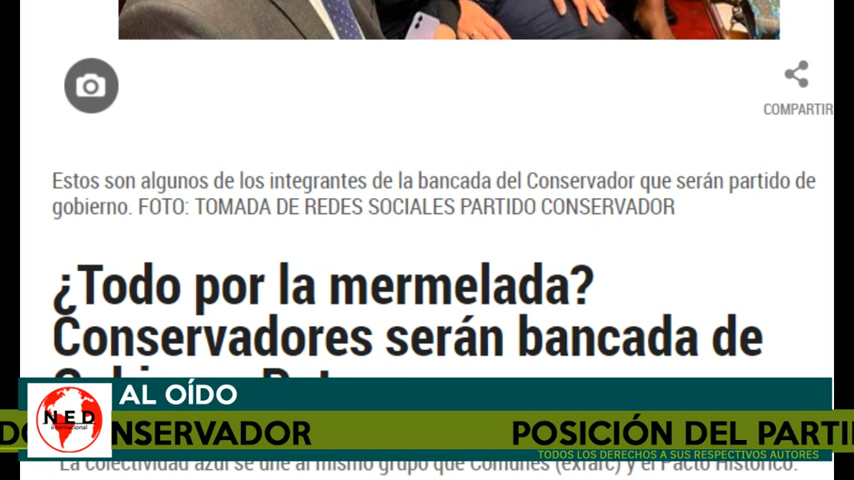 COMPARTIR
Estos son algunos de los integrantes de la bancada del Conservador que serán partido de
gobierno. FOTO: TOMADA DE REDES SOCIALES PARTIDO CONSERVADOR
¿Todo por la mermelada?
Conservadores serán bancada de
AL OÍDO
NED
Internacional
CONSERVADOR POSICIÓN DEL PARTI
TODOS LOS DERECHOS A SUS RESPECTIVOS AUTORES
La colectividad azul se une al mismo grupo que Comunes (exfarc) y el Pacto Histórico.